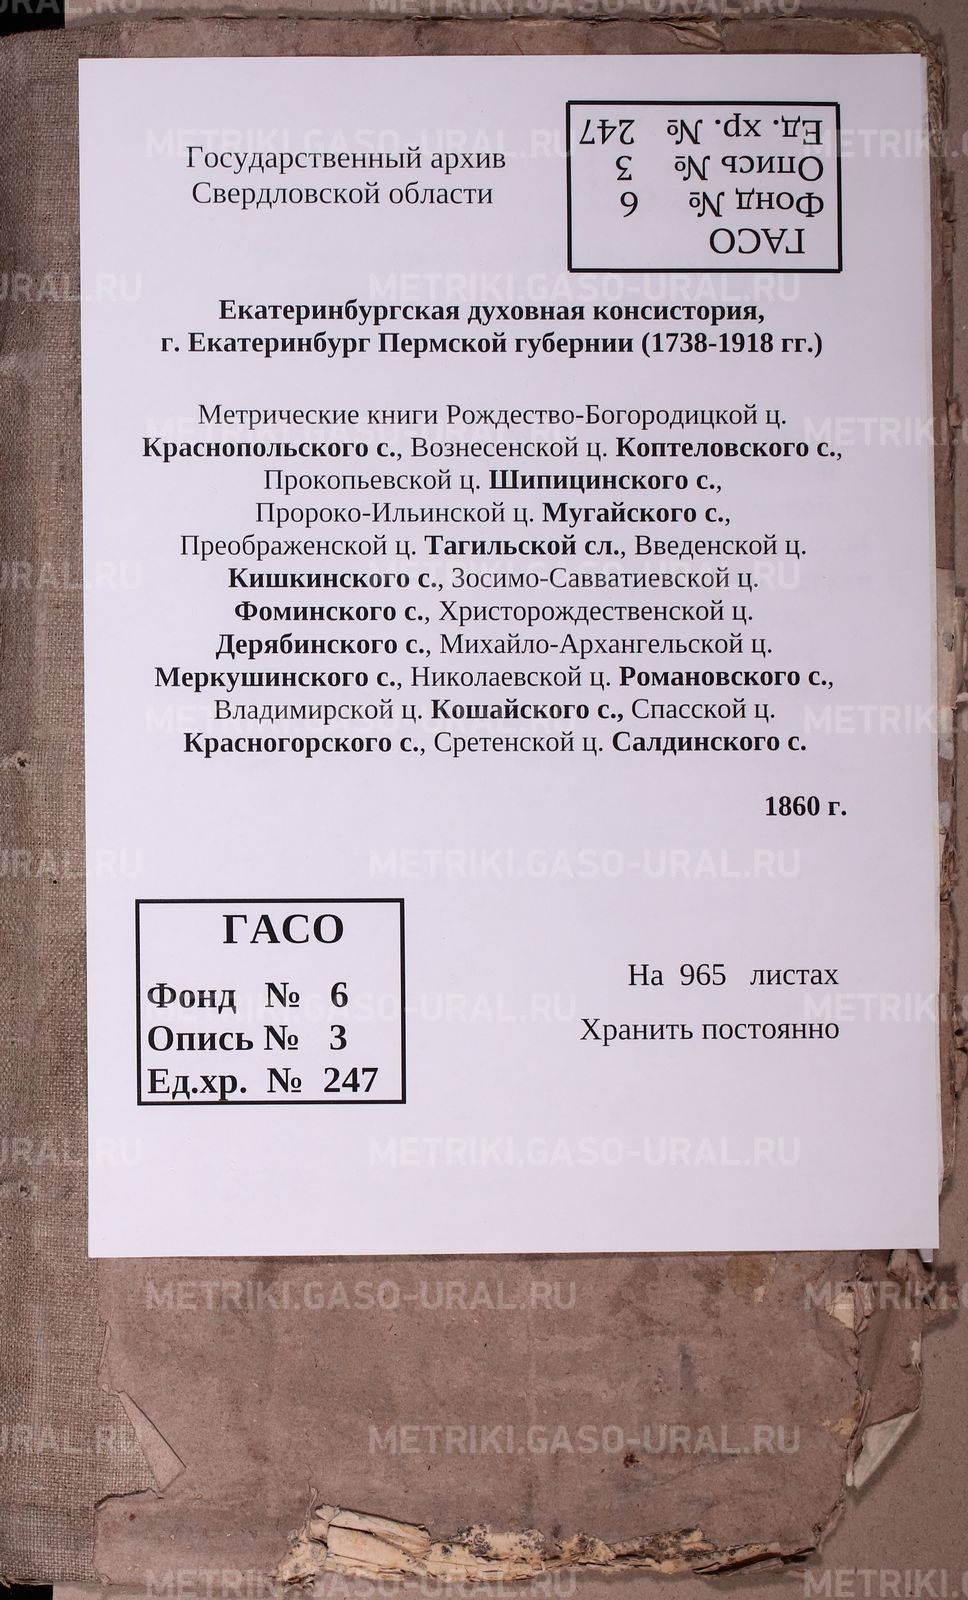 Государственный архив
Свердловской области
ГАСО
Фонд № 6
Опись № 3
Ед. хр. № 247
Екатеринбургская духовная консистория,
г. Екатеринбург Пермской губернии (1738-1918 гг.)
Метрические книги Рождество-Богородицкой ц.
Краснопольского с., Вознесенской ц. Коптеловского с.,
Прокопьевской ц. Шипицинского с.,
Пророко-Ильинской ц. Мугайского с.,
Преображенской ц. Тагильской сл., Введенской ц.
Кишкинского с., Зосимо-Савватиевской ц.
Фоминского с., Христорождественской ц.
Дерябинского с., Михайло-Архангельской ц.
Меркушинского с., Николаевской ц. Романовского с.,
Владимирской ц. Кошайского с., Спасской ц.
Красногорского с., Сретенской ц. Салдинского с.
1860 г.
ГАСО
Фонд № 6
Опись № 3
Ед.хр. № 247
На 965 листах
Хранить постоянно
METRIKI.GASO-URAL.RU